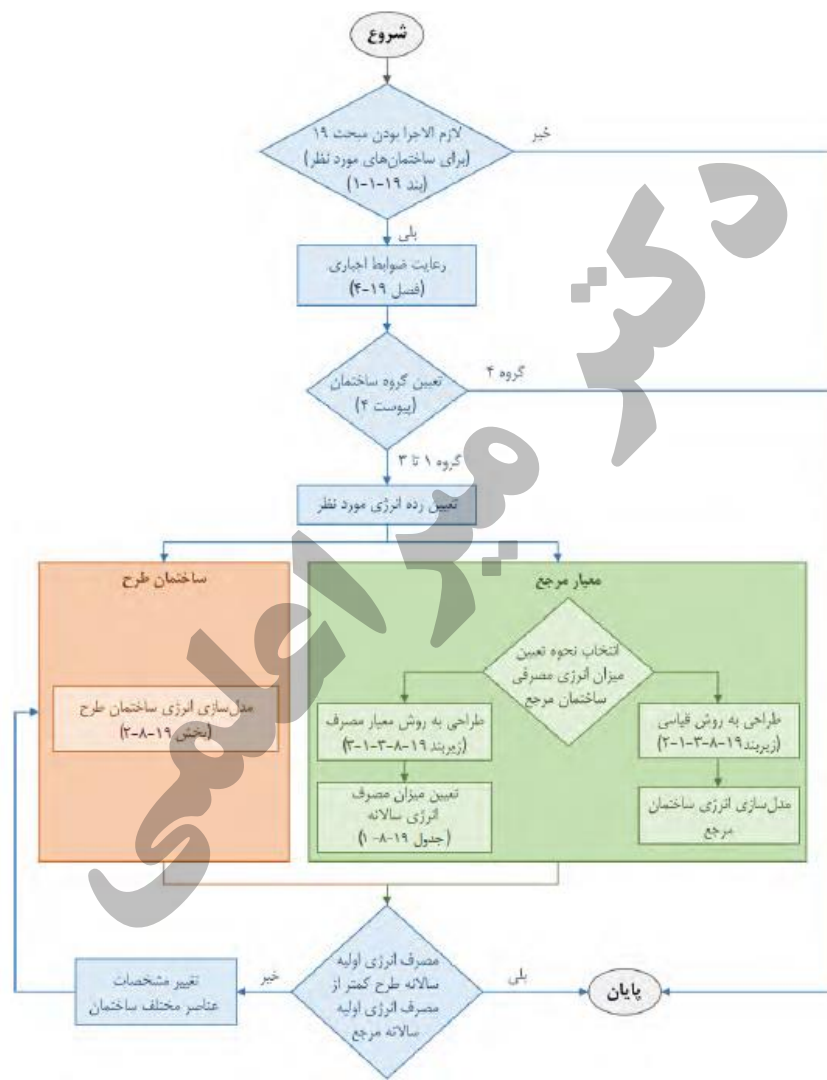 شروع
لازم الاجرا بودن مبحث ۱۹
(برای ساختمان‌های مورد نظر)
(بند ۱۹-۱-۱)
خیر
بلی
رعایت ضوابط اجباری
(فصل ۱۹-۴)
تعیین گروه ساختمان
(پیوست ۴)
گروه ۴
گروه ۱ تا ۳
تعیین رده انرژی مورد نظر
معیار مرجع
انتخاب نحوه تعیین
میزان انرژی مصرفی
ساختمان مرجع
طراحی به روش قیاسی
(زیربند ۱۹-۸-۳-۱-۲)
مدل‌سازی انرژی ساختمان
مرجع
طراحی به روش معیار مصرف
(زیربند ۱۹-۸-۳-۱-۳)
تعیین میزان مصرف
انرژی سالانه
(جدول ۱۹-۸-۱)
ساختمان طرح
مدل‌سازی انرژی ساختمان طرح
(بخش ۱۹-۸-۲)
مصرف انرژی اولیه
سالانه طرح کمتر از
مصرف انرژی اولیه
سالانه مرجع
بلی
پایان
خیر
تغییر مشخصات
عناصر مختلف ساختمان
دکتر میراعلمی